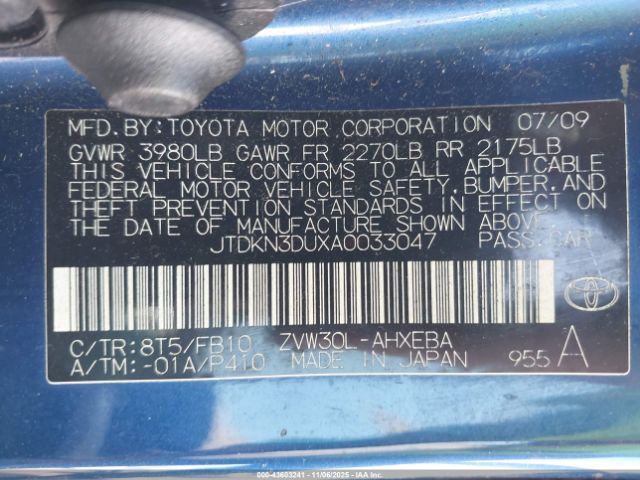 MFD.BY:TOYOTA MOTOR CORPORATION 07/09
GVWR 3980LB GAWR FR 2270LB RR 2175LB
THIS VEHICLE CONFORMS TO ALL APPLICABLE
FEDERAL MOTOR VEHICLE SAFETY,BUMPER,AND
THEFT PREVENTION STANDARDS IN EFFECT ON
THE DATE OF MANUFACTURE SHOWN ABOVE.
JTDKN3DUXA0033047 PASS.CAR
C/TR:8T5/FB10 ZVW30L-AHXEBA
A/TM:-01A/P410 MADE IN JAPAN 955 A
000-43603241 - 11/06/2025 - IAA Inc.